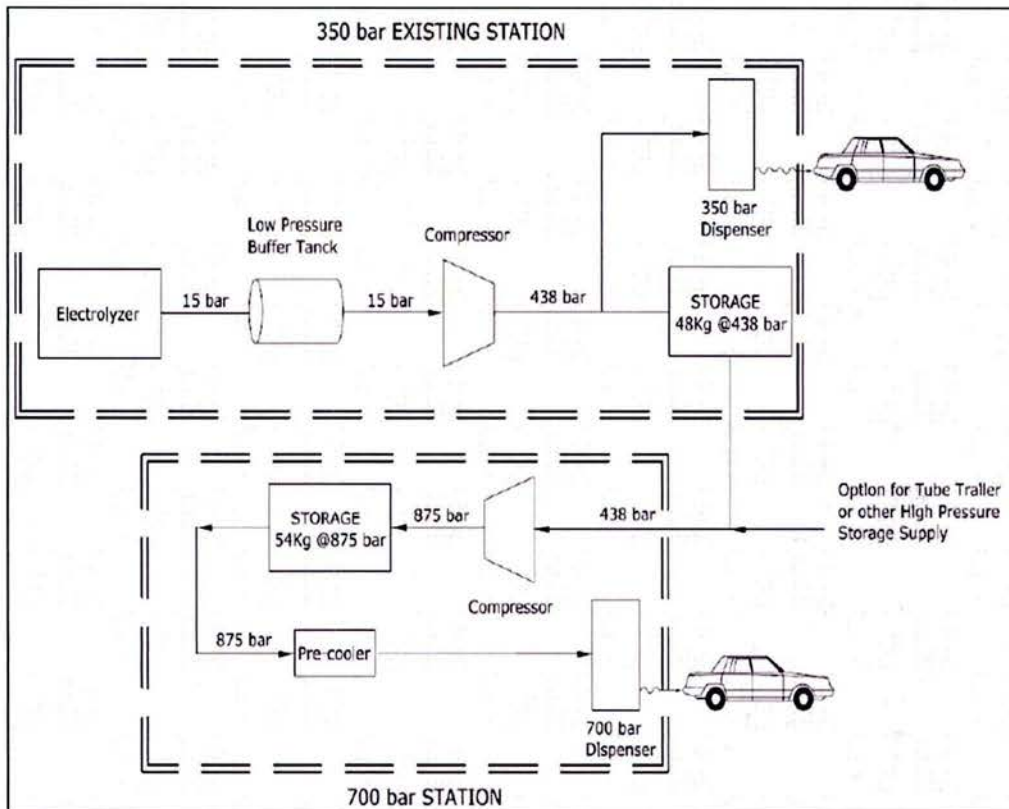 350 bar EXISTING STATION
350 bar
Dispenser
Low Pressure
Buffer Tanck
Compressor
Electrolyzer
15 bar
15 bar
438 bar
STORAGE
48Kg @438 bar
STORAGE
54Kg @875 bar
875 bar
438 bar
Option for Tube Trailer
or other High Pressure
Storage Supply
Compressor
875 bar
Pre-cooler
700 bar
Dispenser
700 bar STATION